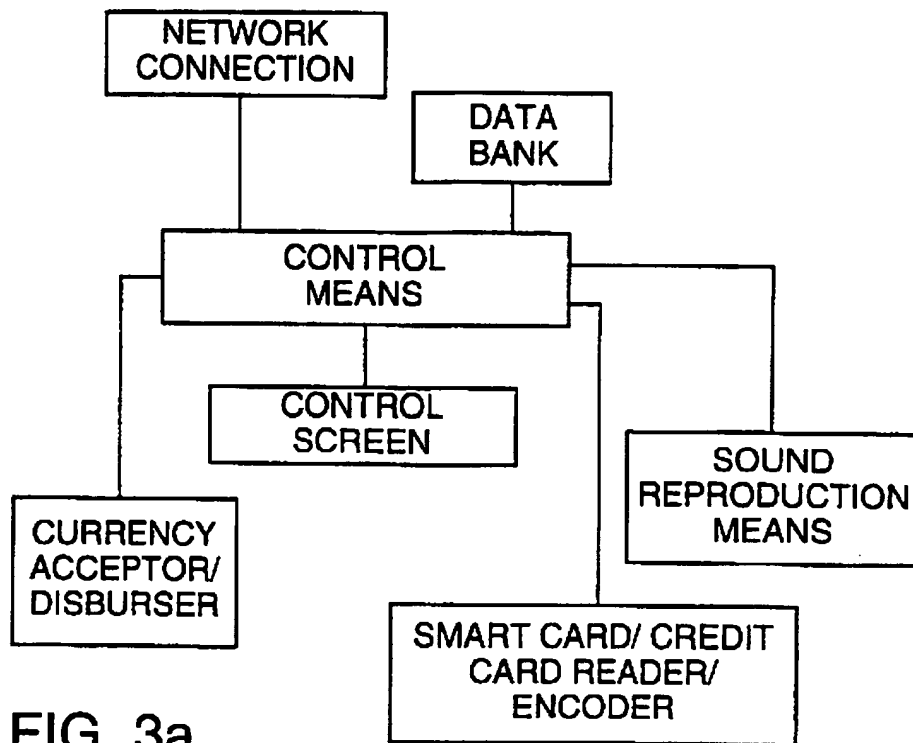 NETWORK
CONNECTION
DATA
BANK
CONTROL
MEANS
CONTROL
SCREEN
SOUND
REPRODUCTION
MEANS
CURRENCY
ACCEPTOR/
DISBURSER
SMART CARD/ CREDIT
CARD READER/
ENCODER
FIG. 3a